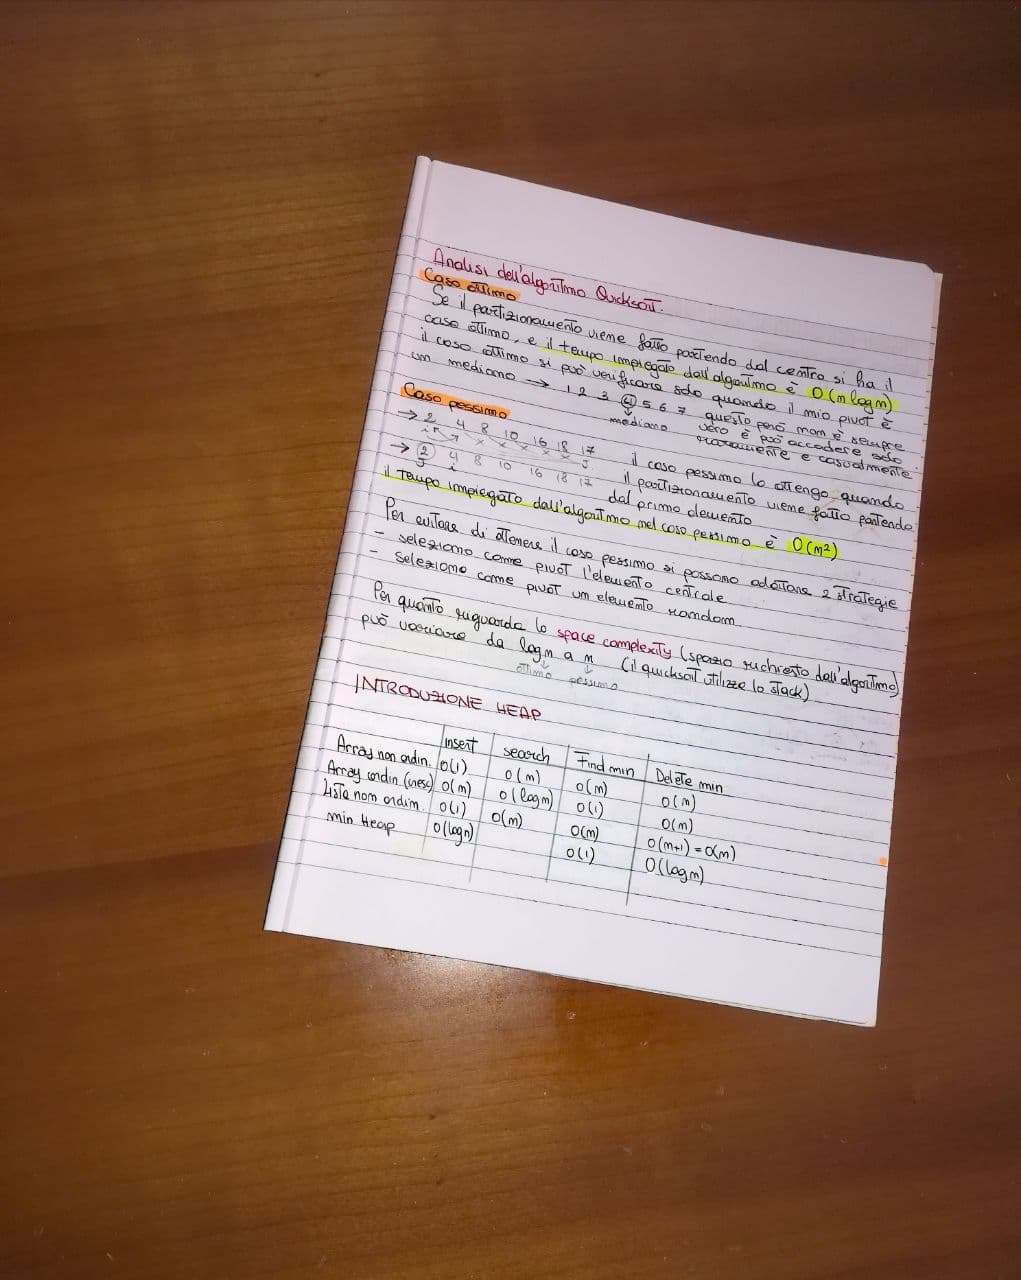 Analisi dell'algoritmo Quicksort.
Caso ottimo
Se il partizionamento viene fatto partendo dal centro si ha il
caso ottimo, e il tempo impiegato dall'algoritmo è O(n log n)
il caso ottimo si può verificare solo quando il mio pivot è
un mediano → 1 2 3 4 5 6 7 questo però non è sempre
mediano vero è può accadere solo
raramente e casualmente
Caso pessimo
→ 2 4 8 10 16 18 17
i j
il caso pessimo lo ottengo quando
→ 2 4 8 10 16 18 17 il partizionamento viene fatto partendo
j i
dal primo elemento
il tempo impiegato dall'algoritmo nel caso pessimo è O(n²)
Per evitare di ottenere il caso pessimo si possono adottare 2 strategie
- seleziono come pivot l'elemento centrale
- seleziono come pivot un elemento random
Per quanto riguarda la space complexity (spazio richiesto dall'algoritmo)
può variare da log n a n (il quicksort utilizza lo stack)
ottimo pessimo
INTRODUZIONE HEAP
insert search Find min Delete min
Array non ordin. O(1) O(n) O(n) O(n)
Array ordin (cresc) O(n) O(log n) O(1) O(n)
Lista non ordin. O(1) O(n) O(n) O(n+1) = O(n)
min Heap O(log n) O(1) O(log n)